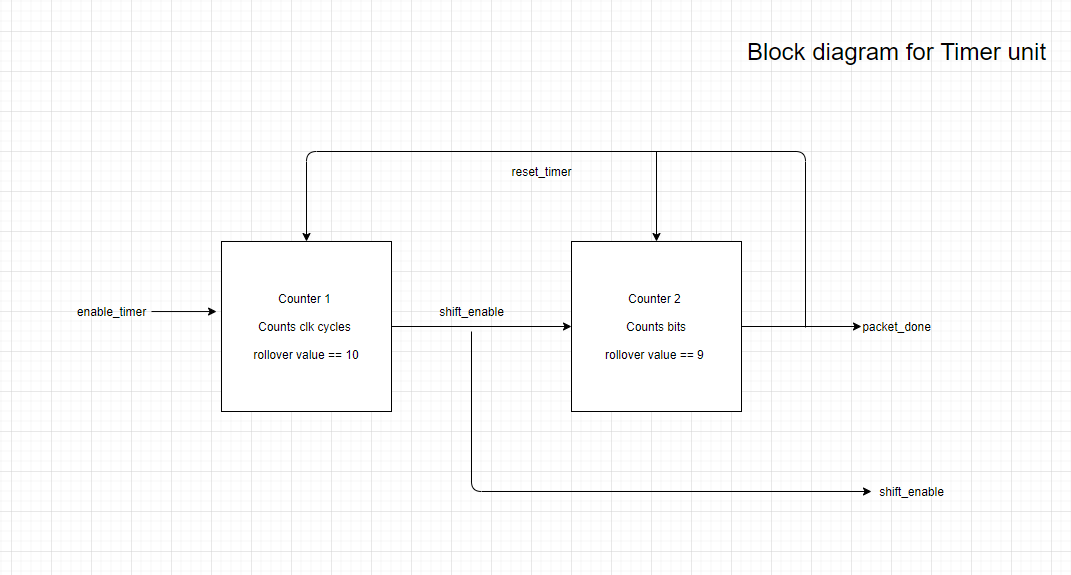 Block diagram for Timer unit
reset_timer
enable_timer
Counter 1
Counts clk cycles
rollover value == 10
shift_enable
Counter 2
Counts bits
rollover value == 9
packet_done
shift_enable